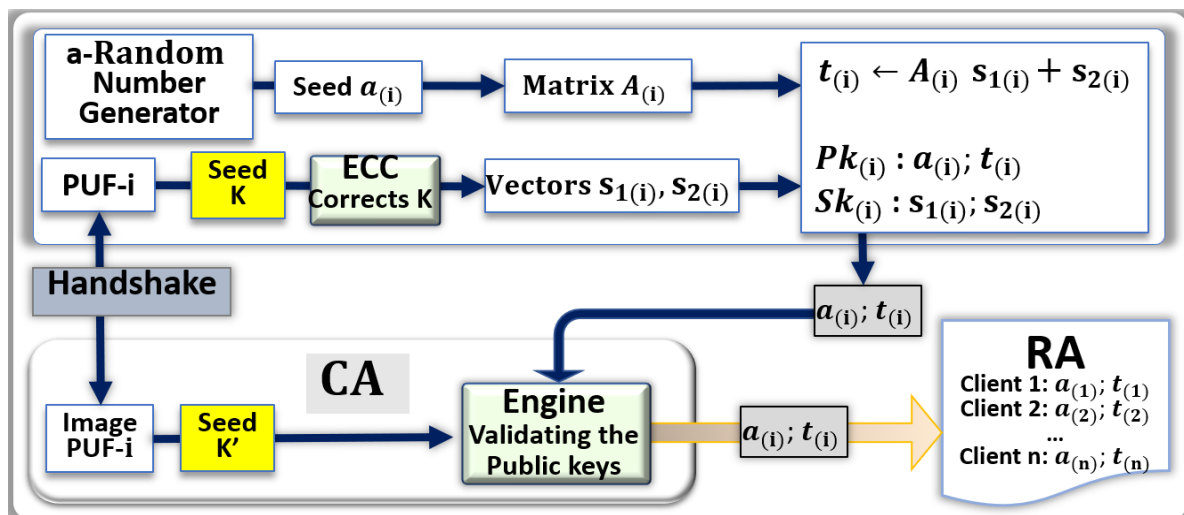 a-Random
Number
Generator
Seed a(i)
Matrix A(i)
t(i) ← A(i) s1(i) + s2(i)
Pk(i) : a(i); t(i)
Sk(i) : s1(i); s2(i)
PUF-i
Seed
K
ECC
Corrects K
Vectors s1(i), s2(i)
Handshake
a(i); t(i)
CA
Image
PUF-i
Seed
K’
Engine
Validating the
Public keys
a(i); t(i)
RA
Client 1: a(1); t(1)
Client 2: a(2); t(2)
...
Client n: a(n); t(n)